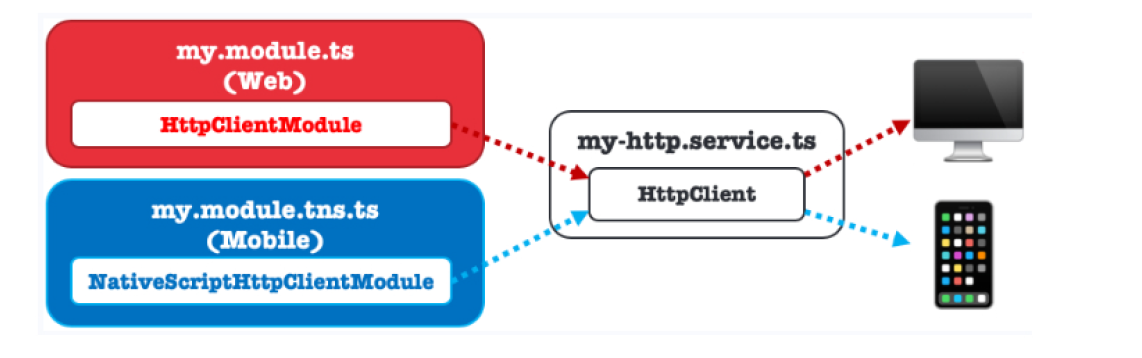 my.module.ts
(Web)
HttpClientModule
my.module.tns.ts
(Mobile)
NativeScriptHttpClientModule
my-http.service.ts
HttpClient